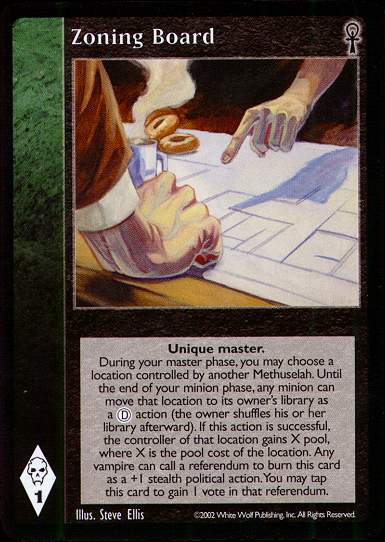 Zoning Board
Unique master.
During your master phase, you may choose a
location controlled by another Methuselah. Until
the end of your minion phase, any minion can
move that location to its owner's library as
a Ⓓ action (the owner shuffles his or her
library afterward). If this action is successful,
the controller of that location gains X pool,
where X is the pool cost of the location. Any
vampire can call a referendum to burn this card
as a +1 stealth political action. You may tap
this card to gain 1 vote in that referendum.
1
Illus. Steve Ellis
©2002 White Wolf Publishing, Inc. All Rights Reserved.